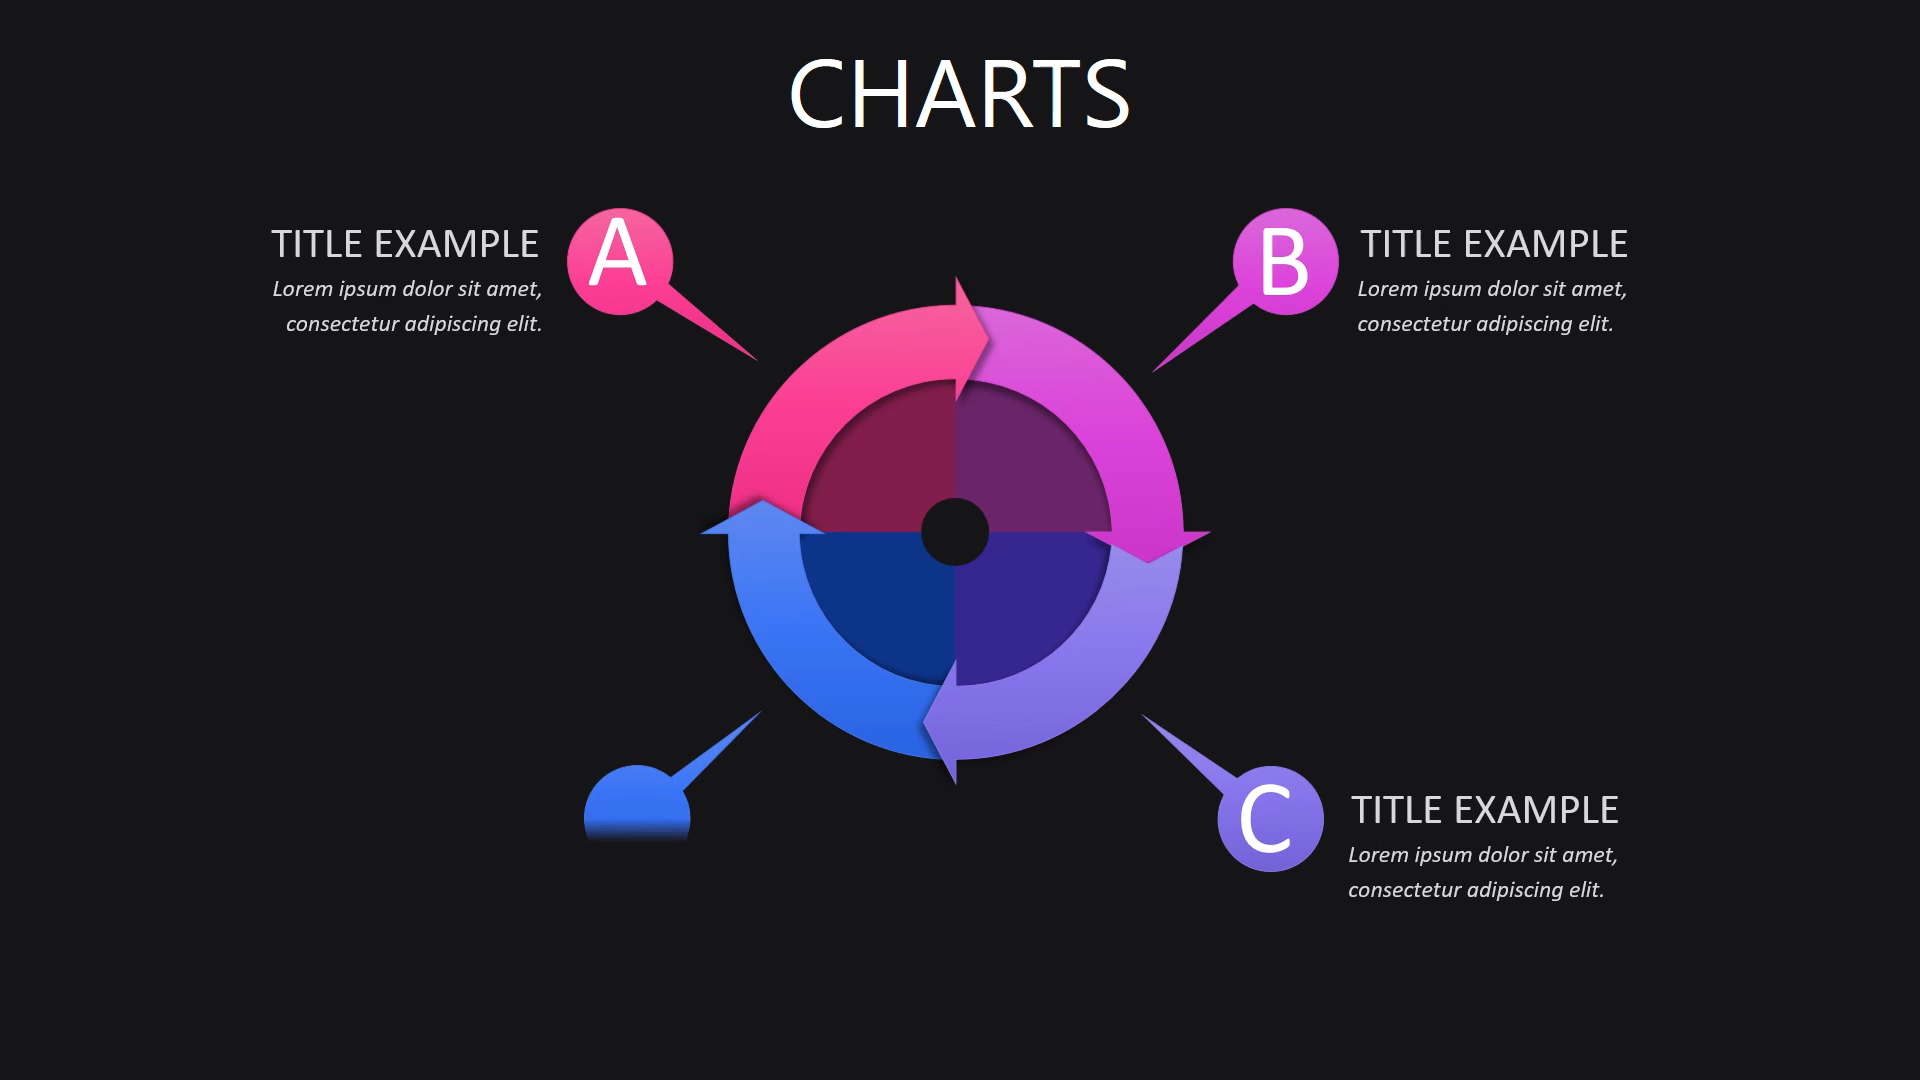 CHARTS
TITLE EXAMPLE
Lorem ipsum dolor sit amet,
consectetur adipiscing elit.
A
B
TITLE EXAMPLE
Lorem ipsum dolor sit amet,
consectetur adipiscing elit.
C
TITLE EXAMPLE
Lorem ipsum dolor sit amet,
consectetur adipiscing elit.